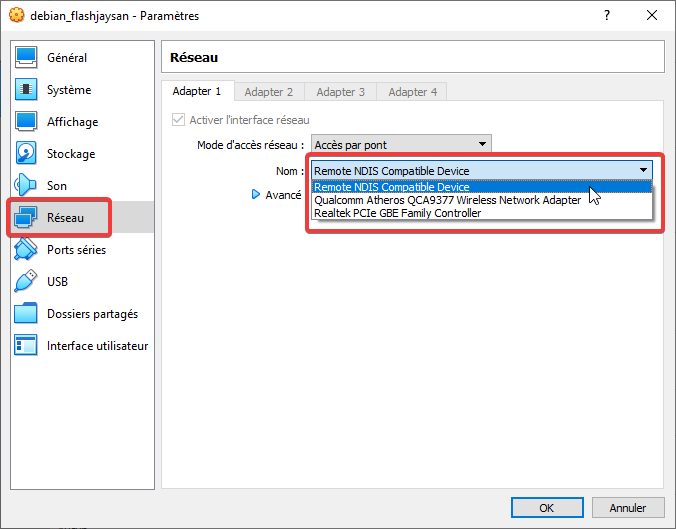 debian_flashjaysan - Paramètres
?
Général
Système
Affichage
Stockage
Son
Réseau
Ports séries
USB
Dossiers partagés
Interface utilisateur
Réseau
Adapter 1 Adapter 2 Adapter 3 Adapter 4
Activer l'interface réseau
Mode d'accès réseau : Accès par pont
Nom : Remote NDIS Compatible Device
Remote NDIS Compatible Device
Qualcomm Atheros QCA9377 Wireless Network Adapter
Realtek PCIe GBE Family Controller
Avancé
OK Annuler